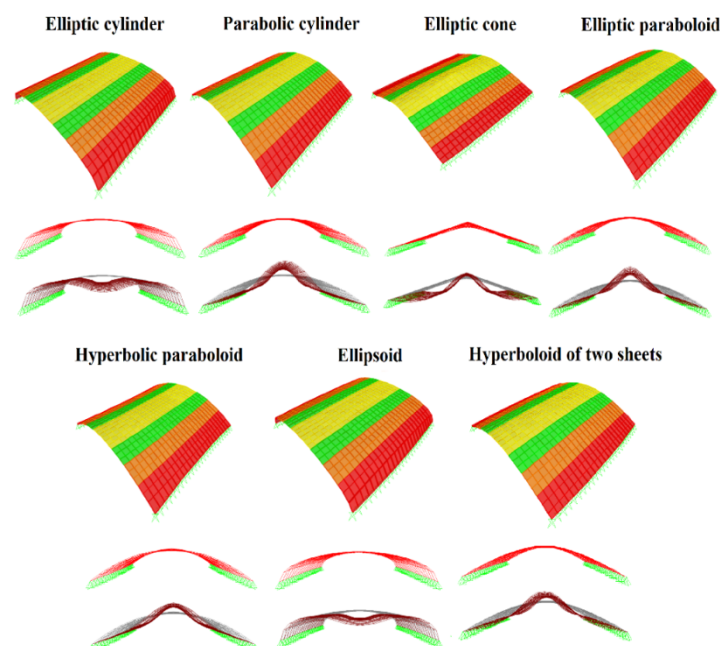 Elliptic cylinder
Parabolic cylinder
Elliptic cone
Elliptic paraboloid
Hyperbolic paraboloid
Ellipsoid
Hyperboloid of two sheets